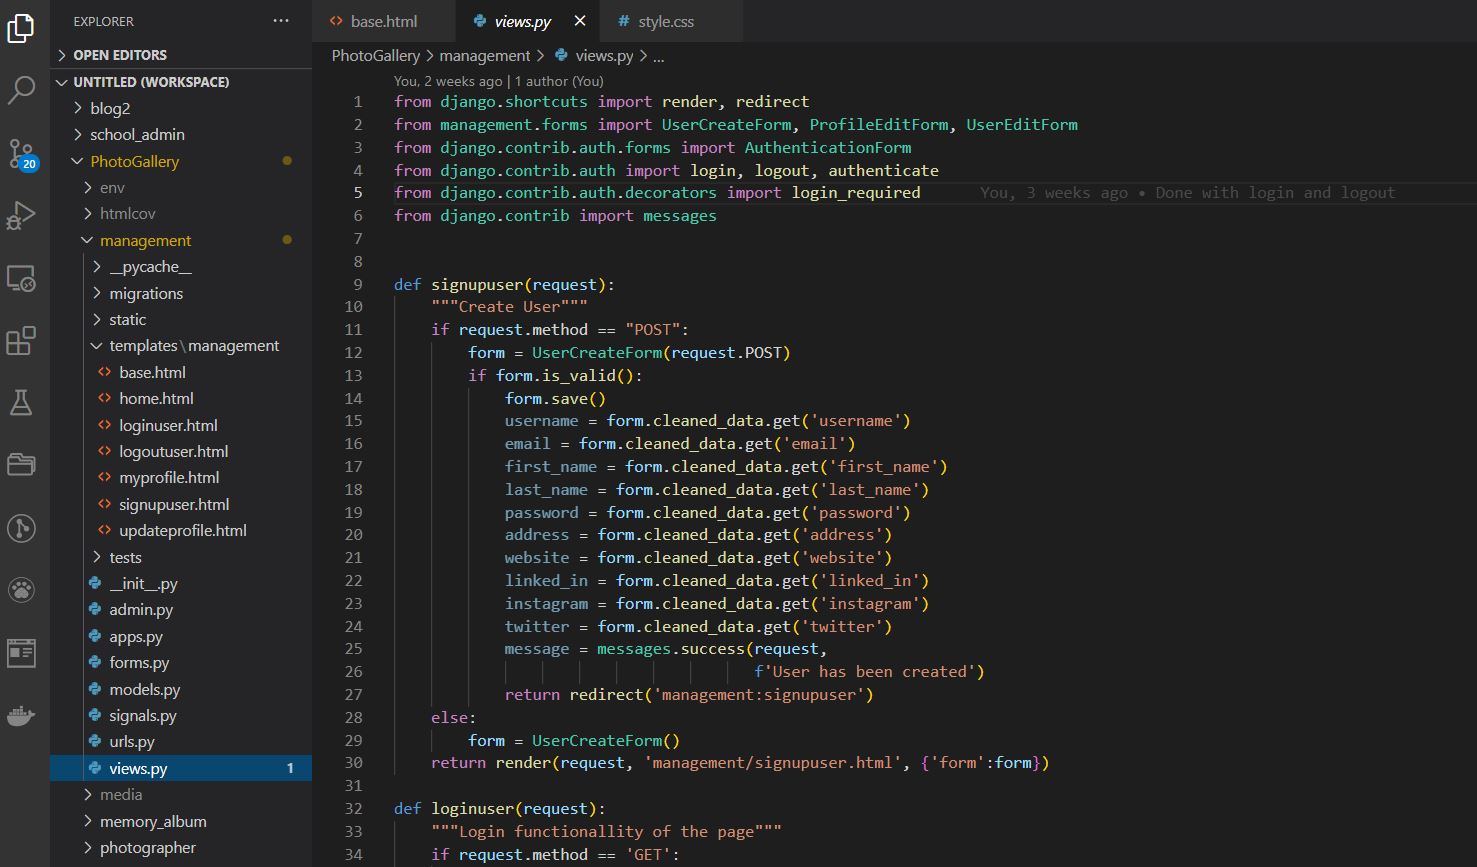 EXPLORER
OPEN EDITORS
UNTITLED (WORKSPACE)
blog2
school_admin
20
PhotoGallery
env
htmlcov
management
__pycache__
migrations
static
templates\management
base.html
home.html
loginuser.html
logoutuser.html
myprofile.html
signupuser.html
updateprofile.html
tests
__init__.py
admin.py
apps.py
forms.py
models.py
signals.py
urls.py
views.py 1
media
memory_album
photographer
base.html views.py # style.css
PhotoGallery > management > views.py > ...
You, 2 weeks ago | 1 author (You)
1 from django.shortcuts import render, redirect
2 from management.forms import UserCreateForm, ProfileEditForm, UserEditForm
3 from django.contrib.auth.forms import AuthenticationForm
4 from django.contrib.auth import login, logout, authenticate
5 from django.contrib.auth.decorators import login_required You, 3 weeks ago • Done with login and logout
6 from django.contrib import messages
7
8
9 def signupuser(request):
10 """Create User"""
11 if request.method == "POST":
12 form = UserCreateForm(request.POST)
13 if form.is_valid():
14 form.save()
15 username = form.cleaned_data.get('username')
16 email = form.cleaned_data.get('email')
17 first_name = form.cleaned_data.get('first_name')
18 last_name = form.cleaned_data.get('last_name')
19 password = form.cleaned_data.get('password')
20 address = form.cleaned_data.get('address')
21 website = form.cleaned_data.get('website')
22 linked_in = form.cleaned_data.get('linked_in')
23 instagram = form.cleaned_data.get('instagram')
24 twitter = form.cleaned_data.get('twitter')
25 message = messages.success(request,
26 f'User has been created')
27 return redirect('management:signupuser')
28 else:
29 form = UserCreateForm()
30 return render(request, 'management/signupuser.html', {'form':form})
31
32 def loginuser(request):
33 """Login functionallity of the page"""
34 if request.method == 'GET':